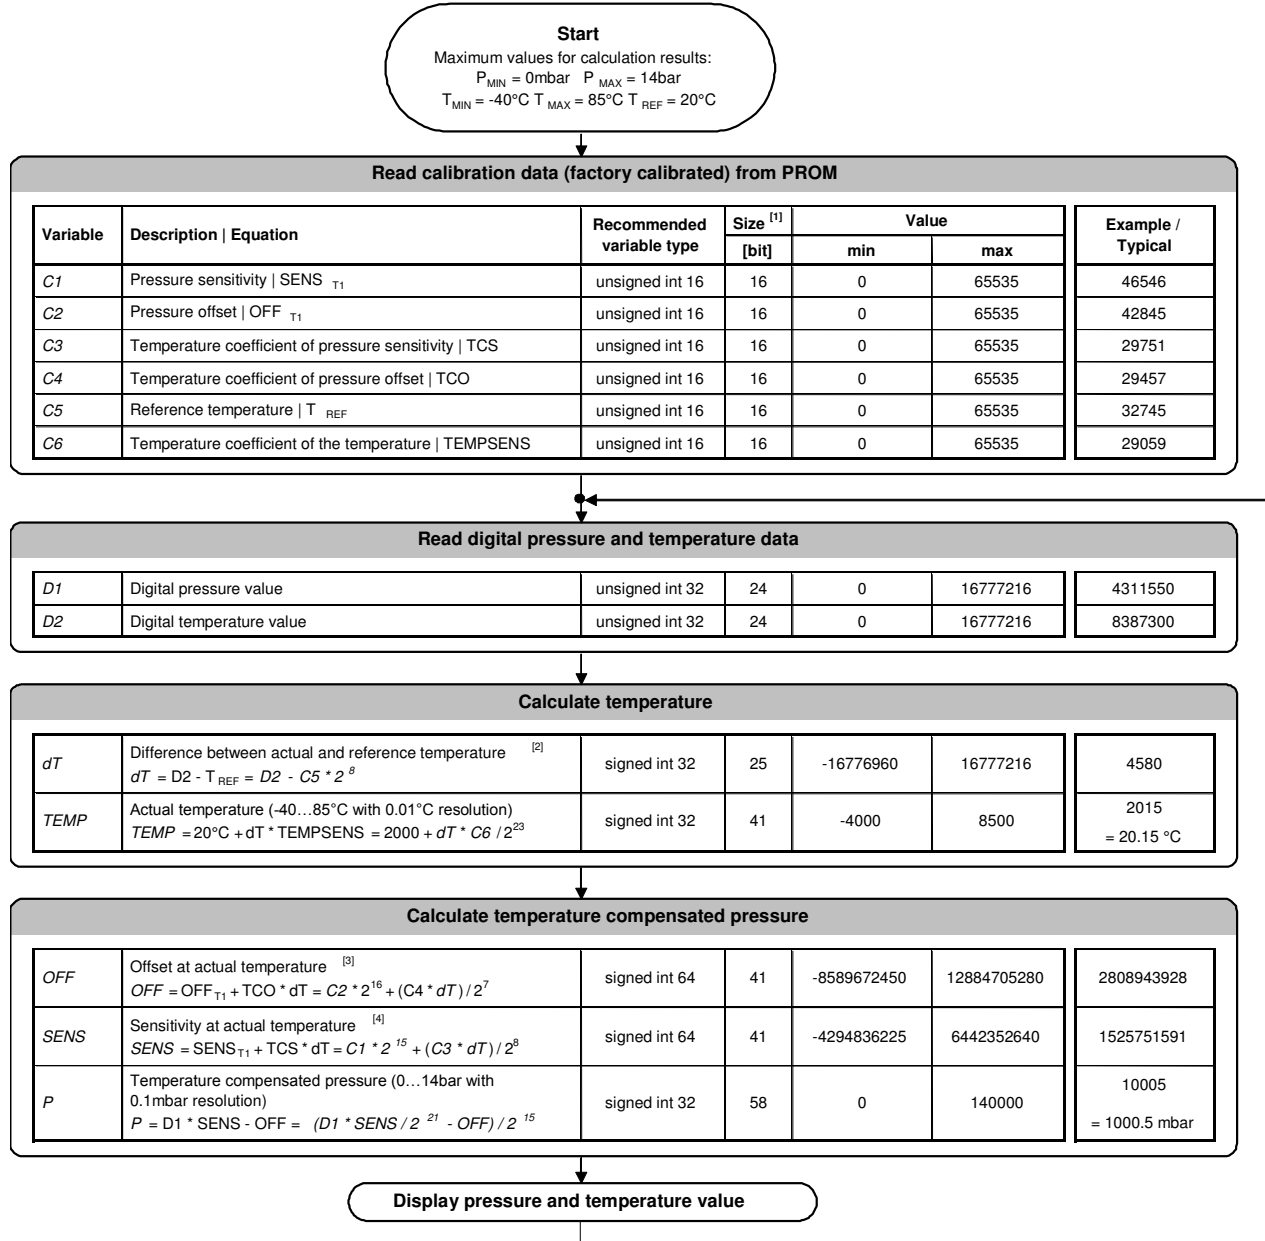 Start
Maximum values for calculation results:
P MIN = 0mbar P MAX = 14bar
T MIN = -40°C T MAX = 85°C T REF = 20°C
Read calibration data (factory calibrated) from PROM
Variable Description | Equation Recommended variable type Size [1] [bit] Value min max Example / Typical
C1 Pressure sensitivity | SENS T1 unsigned int 16 16 0 65535 46546
C2 Pressure offset | OFF T1 unsigned int 16 16 0 65535 42845
C3 Temperature coefficient of pressure sensitivity | TCS unsigned int 16 16 0 65535 29751
C4 Temperature coefficient of pressure offset | TCO unsigned int 16 16 0 65535 29457
C5 Reference temperature | T REF unsigned int 16 16 0 65535 32745
C6 Temperature coefficient of the temperature | TEMPSENS unsigned int 16 16 0 65535 29059
Read digital pressure and temperature data
D1 Digital pressure value unsigned int 32 24 0 16777216 4311550
D2 Digital temperature value unsigned int 32 24 0 16777216 8387300
Calculate temperature
dT Difference between actual and reference temperature [2]
dT = D2 - T REF = D2 - C5 * 2^8 signed int 32 25 -16776960 16777216 4580
TEMP Actual temperature (-40…85°C with 0.01°C resolution)
TEMP = 20°C + dT * TEMPSENS = 2000 + dT * C6 / 2^23 signed int 32 41 -4000 8500 2015
= 20.15 °C
Calculate temperature compensated pressure
OFF Offset at actual temperature [3]
OFF = OFF T1 + TCO * dT = C2 * 2^16 + (C4 * dT) / 2^7 signed int 64 41 -8589672450 12884705280 2808943928
SENS Sensitivity at actual temperature [4]
SENS = SENS T1 + TCS * dT = C1 * 2^15 + (C3 * dT) / 2^8 signed int 64 41 -4294836225 6442352640 1525751591
P Temperature compensated pressure (0…14bar with
0.1mbar resolution)
P = D1 * SENS - OFF = (D1 * SENS / 2^21 - OFF) / 2^15 signed int 32 58 0 140000 10005
= 1000.5 mbar
Display pressure and temperature value